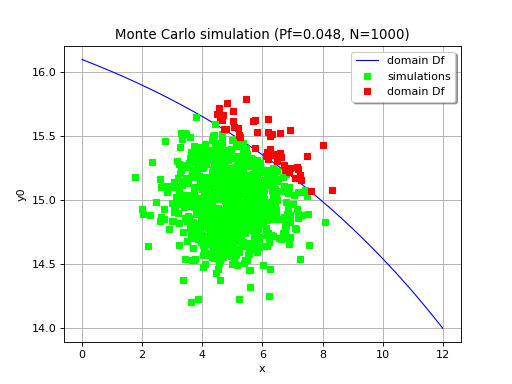 Monte Carlo simulation (Pf=0.048, N=1000)
domain Df
simulations
domain Df
16.0
15.5
15.0
14.5
14.0
y0
0
2
4
6
8
10
12
x